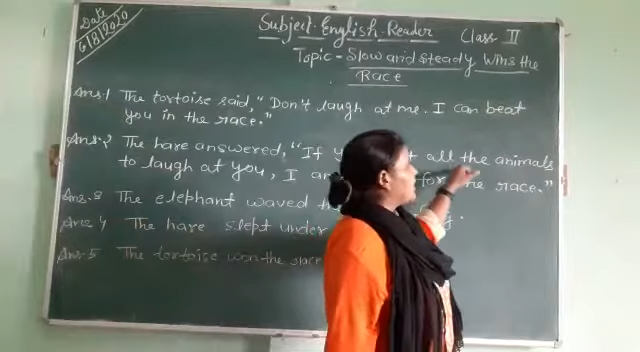 Date
6/8/2020
Subject-English Reader Class II
Topic - Slow and Steady Wins the
Race
Ans.1 The tortoise said, "Don't laugh at me. I can beat
you in the race."
Ans.2 The hare answered, "If all the animals
to laugh at you, I for the race."
Ans.3 The elephant waved
Ans.4 The hare slept under
Ans.5 The tortoise won the race